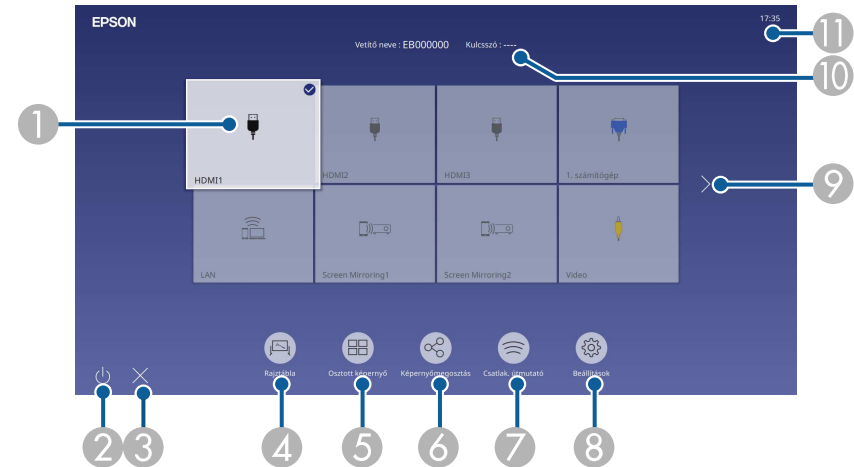 EPSON
17:35
11
Vetítő neve : EB000000 Kulcsszó : ----
10
1
HDMI1
HDMI2
HDMI3
1. számítógép
9
LAN
Screen Mirroring1
Screen Mirroring2
Video
Rajztábla
Osztott képernyő
Képernyőmegosztás
Csatlak. útmutató
Beállítások
2
3
4
5
6
7
8